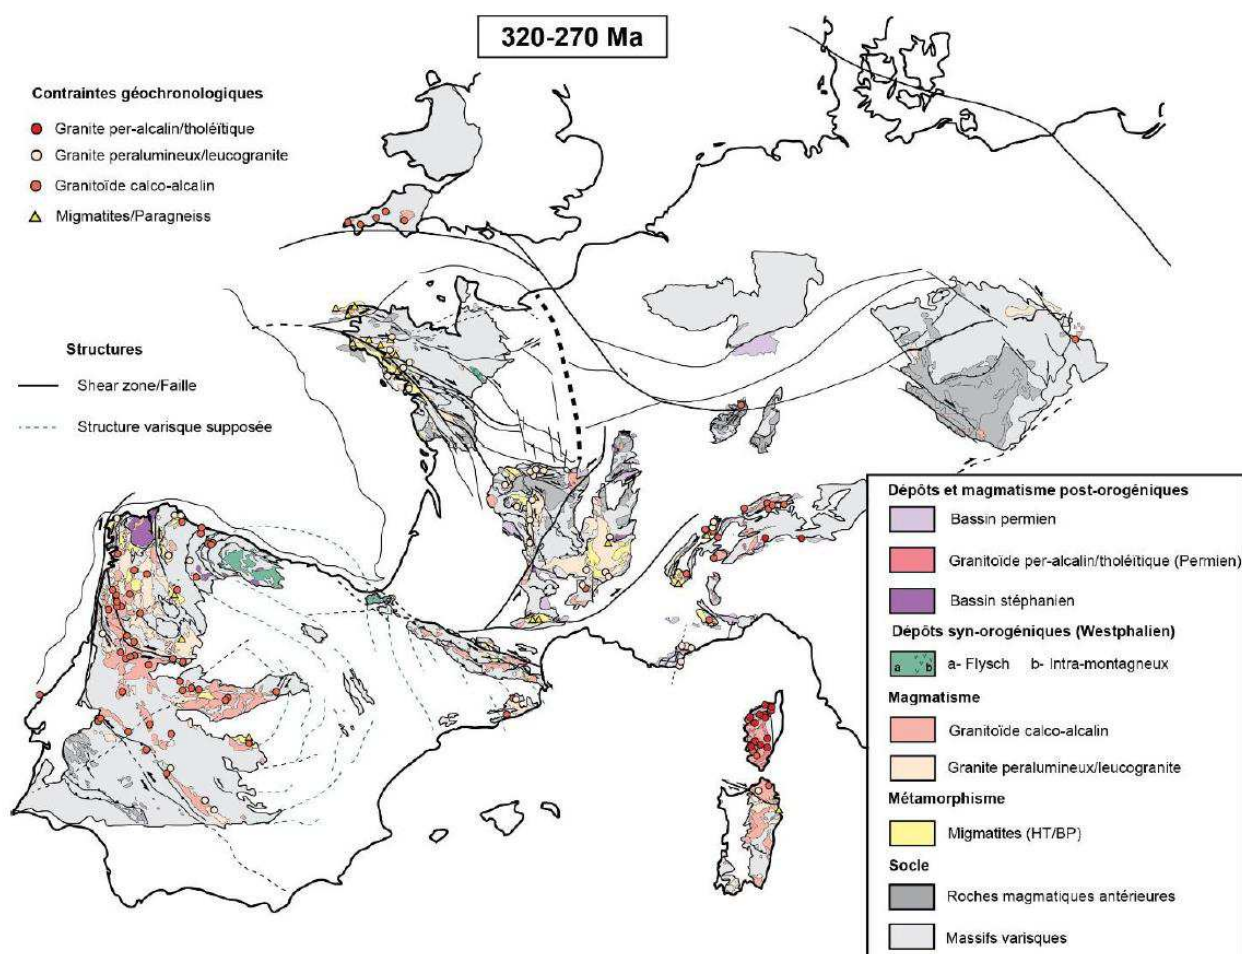 320-270 Ma
Contraintes géochronologiques
Granite per-alcalin/tholéïtique
Granite peralumineux/leucogranite
Granitoïde calco-alcalin
Migmatites/Paragneiss
Structures
Shear zone/Faille
Structure varisque supposée
Dépôts et magmatisme post-orogéniques
Bassin permien
Granitoïde per-alcalin/tholéïtique (Permien)
Bassin stéphanien
Dépôts syn-orogéniques (Westphalien)
a b a- Flysch b- Intra-montagneux
Magmatisme
Granitoïde calco-alcalin
Granite peralumineux/leucogranite
Métamorphisme
Migmatites (HT/BP)
Socle
Roches magmatiques antérieures
Massifs varisques